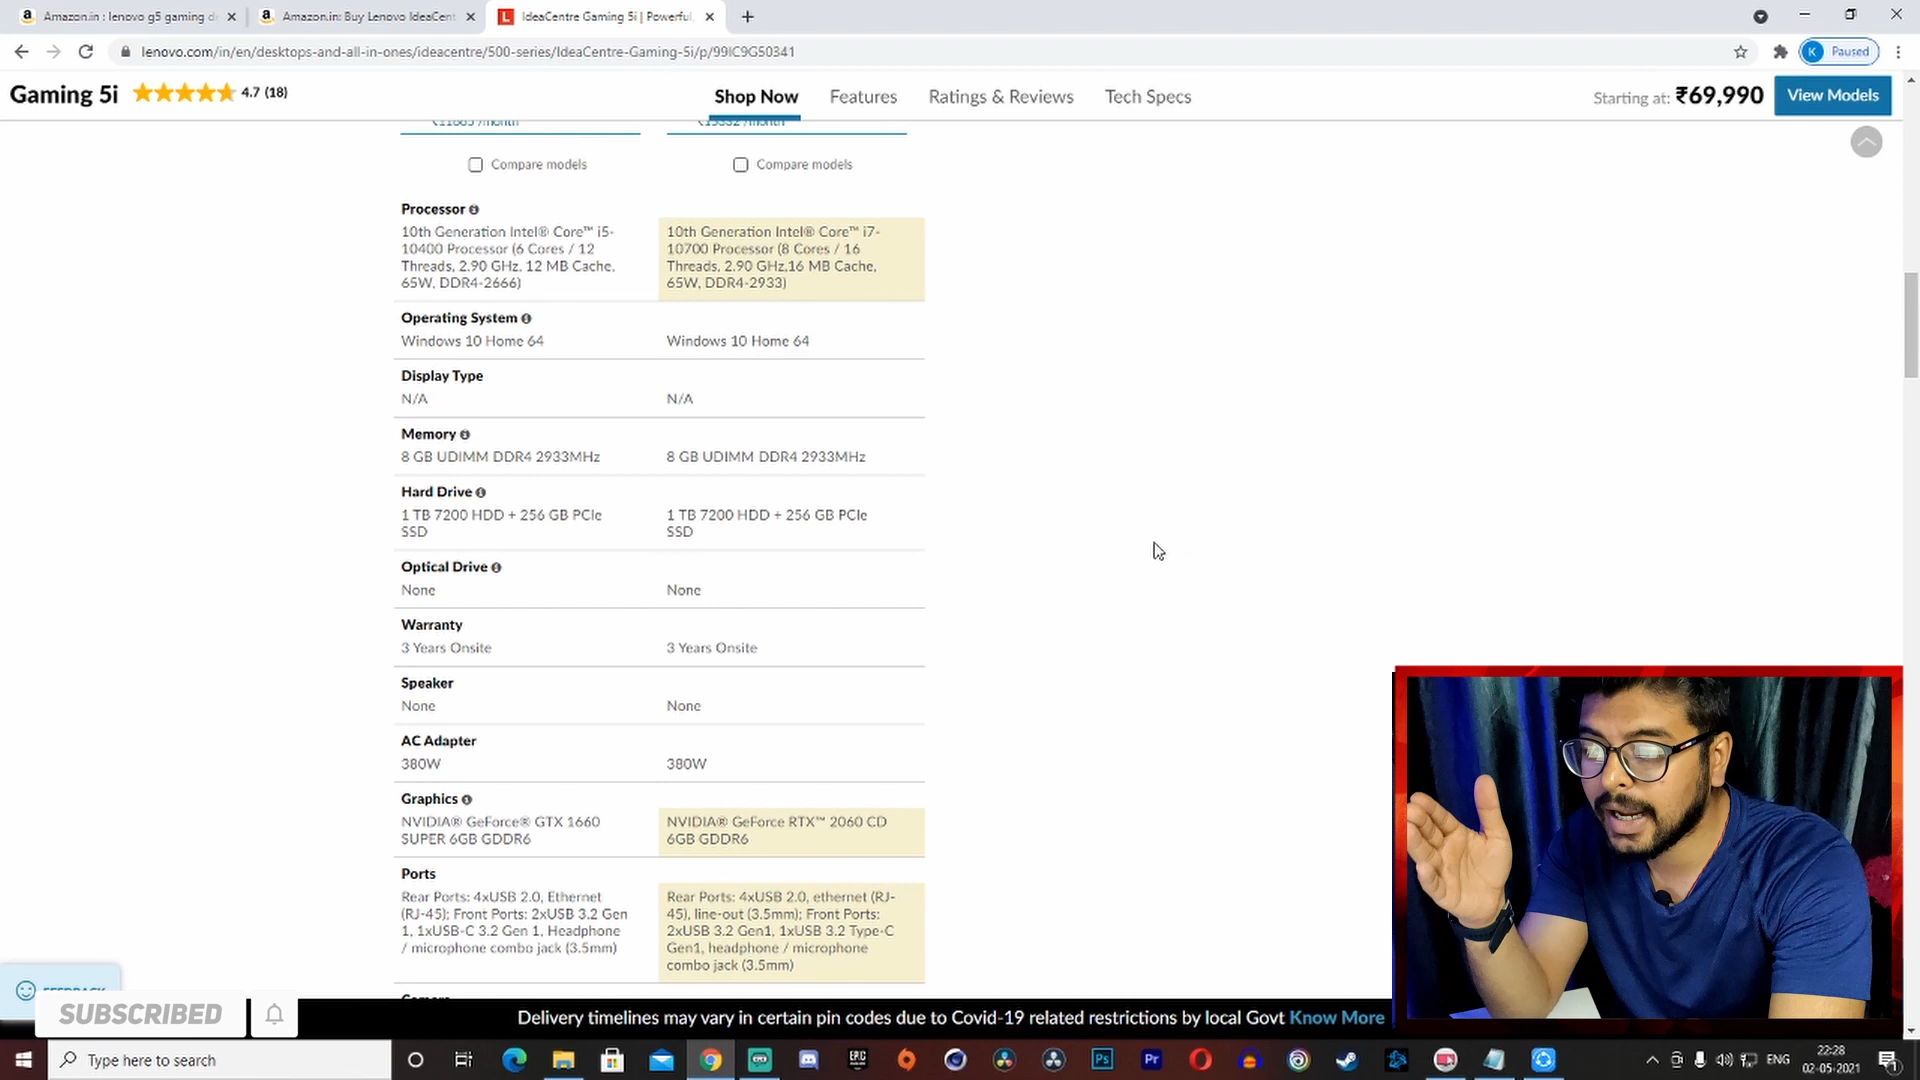 Amazon.in : lenovo g5 gaming d
Amazon.in: Buy Lenovo IdeaCent
IdeaCentre Gaming 5i | Powerful
lenovo.com/in/en/desktops-and-all-in-ones/ideacentre/500-series/IdeaCentre-Gaming-5i/p/99IC9G50341
K Paused
Gaming 5i 4.7 (18)
Shop Now Features Ratings & Reviews Tech Specs
Starting at: ₹69,990 View Models
Compare models Compare models
Processor
10th Generation Intel® Core™ i5-
10400 Processor (6 Cores / 12
Threads, 2.90 GHz, 12 MB Cache,
65W, DDR4-2666)
10th Generation Intel® Core™ i7-
10700 Processor (8 Cores / 16
Threads, 2.90 GHz,16 MB Cache,
65W, DDR4-2933)
Operating System
Windows 10 Home 64 Windows 10 Home 64
Display Type
N/A N/A
Memory
8 GB UDIMM DDR4 2933MHz 8 GB UDIMM DDR4 2933MHz
Hard Drive
1 TB 7200 HDD + 256 GB PCIe
SSD
1 TB 7200 HDD + 256 GB PCIe
SSD
Optical Drive
None None
Warranty
3 Years Onsite 3 Years Onsite
Speaker
None None
AC Adapter
380W 380W
Graphics
NVIDIA® GeForce® GTX 1660
SUPER 6GB GDDR6
NVIDIA® GeForce RTX™ 2060 CD
6GB GDDR6
Ports
Rear Ports: 4xUSB 2.0, Ethernet
(RJ-45); Front Ports: 2xUSB 3.2 Gen
1, 1xUSB-C 3.2 Gen 1, Headphone
/ microphone combo jack (3.5mm)
Rear Ports: 4xUSB 2.0, ethernet (RJ-
45), line-out (3.5mm); Front Ports:
2xUSB 3.2 Gen1, 1xUSB 3.2 Type-C
Gen1, headphone / microphone
combo jack (3.5mm)
FEEDBACK
SUBSCRIBED
Delivery timelines may vary in certain pin codes due to Covid-19 related restrictions by local Govt Know More
Type here to search
EPIC
Ps
Pr
ENG
22:28
02-05-2021
1